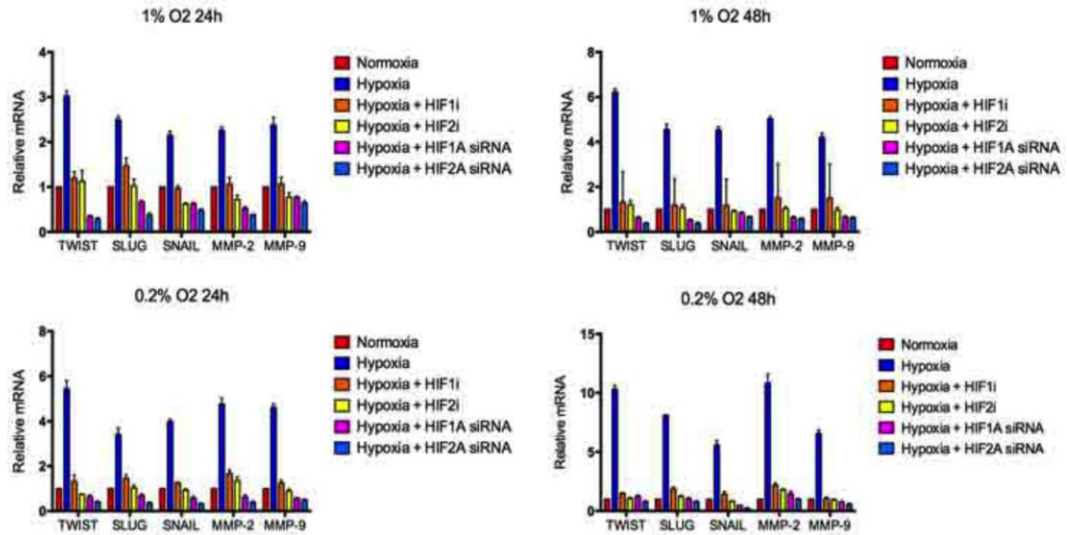 1% O2 24h
4
3
2
1
0
Relative mRNA
TWIST SLUG SNAIL MMP-2 MMP-9
Normoxia
Hypoxia
Hypoxia + HIF1i
Hypoxia + HIF2i
Hypoxia + HIF1A siRNA
Hypoxia + HIF2A siRNA
1% O2 48h
8
6
4
2
0
Relative mRNA
TWIST SLUG SNAIL MMP-2 MMP-9
Normoxia
Hypoxia
Hypoxia + HIF1i
Hypoxia + HIF2i
Hypoxia + HIF1A siRNA
Hypoxia + HIF2A siRNA
0.2% O2 24h
8
6
4
2
0
Relative mRNA
TWIST SLUG SNAIL MMP-2 MMP-9
Normoxia
Hypoxia
Hypoxia + HIF1i
Hypoxia + HIF2i
Hypoxia + HIF1A siRNA
Hypoxia + HIF2A siRNA
0.2% O2 48h
15
10
5
0
Relative mRNA
TWIST SLUG SNAIL MMP-2 MMP-9
Normoxia
Hypoxia
Hypoxia + HIF1i
Hypoxia + HIF2i
Hypoxia + HIF1A siRNA
Hypoxia + HIF2A siRNA